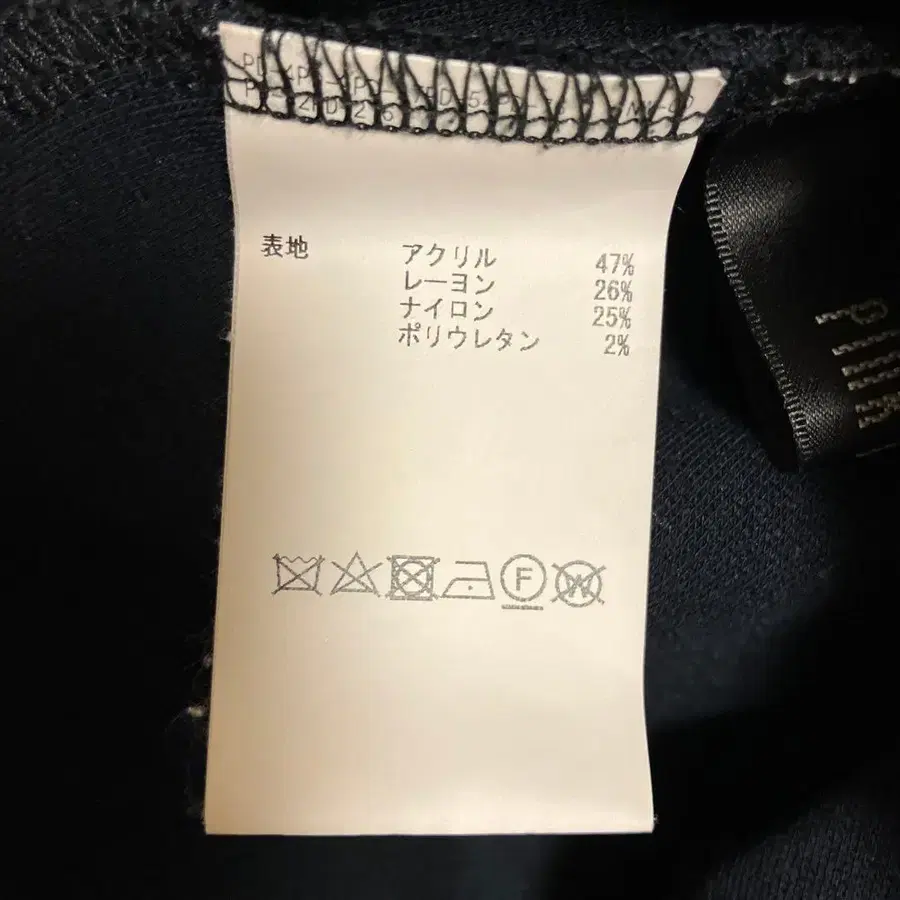 表地
アクリル 47%
レーヨン 26%
ナイロン 25%
ポリウレタン 2%
F
W